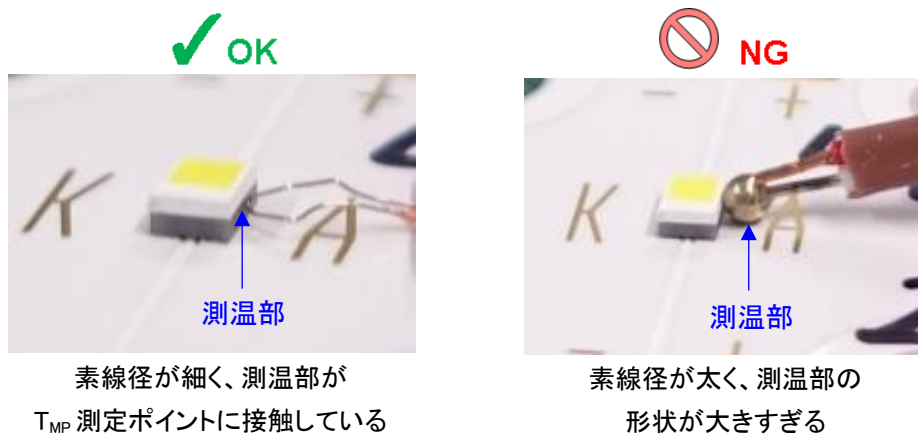 OK
NG
K
A
+
測温部
− +
K
A
測温部
− +
素線径が細く、測温部が
TMP 測定ポイントに接触している
素線径が太く、測温部の
形状が大きすぎる